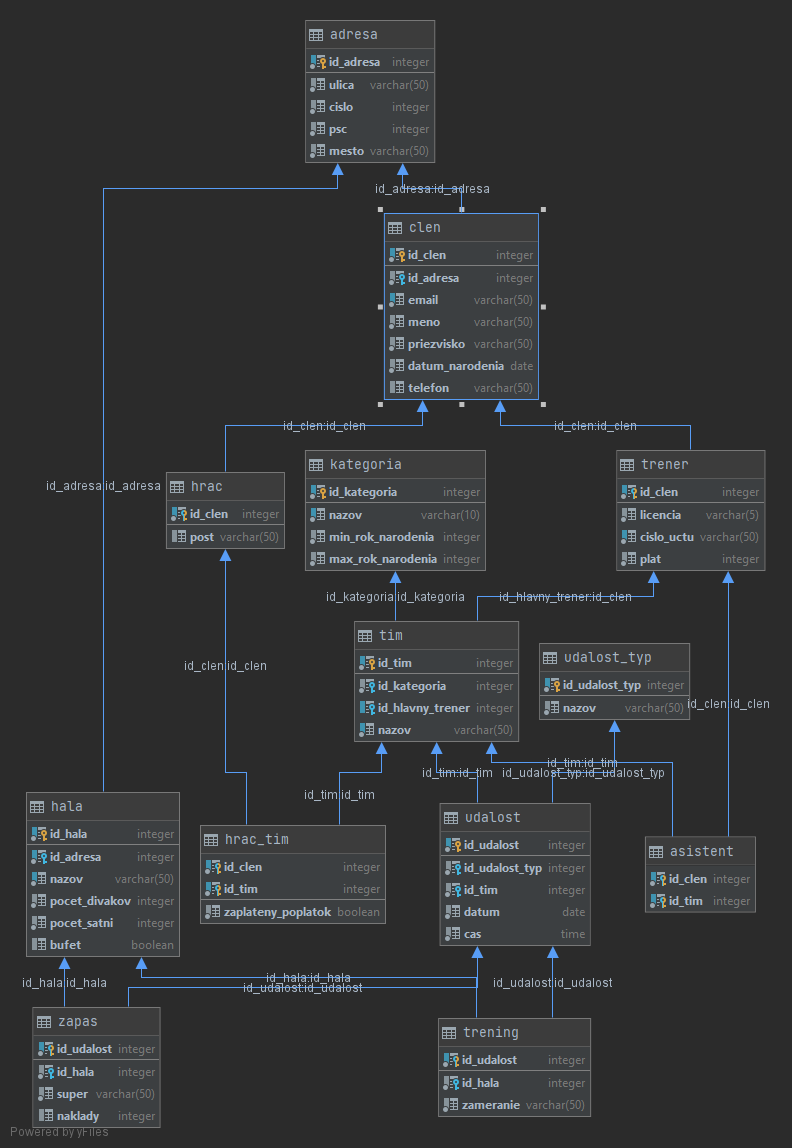 adresa
id_adresa integer
ulica varchar(50)
cislo integer
psc integer
mesto varchar(50)
id_adresa:id_adresa
clen
id_clen integer
id_adresa integer
email varchar(50)
meno varchar(50)
priezvisko varchar(50)
datum_narodenia date
telefon varchar(50)
id_clen:id_clen
id_clen:id_clen
id_adresa:id_adresa
hrac
id_clen integer
post varchar(50)
kategoria
id_kategoria integer
nazov varchar(10)
min_rok_narodenia integer
max_rok_narodenia integer
trener
id_clen integer
licencia varchar(5)
cislo_uctu varchar(50)
plat integer
id_kategoria:id_kategoria
id_hlavny_trener:id_clen
id_clen:id_clen
tim
id_tim integer
id_kategoria integer
id_hlavny_trener integer
nazov varchar(50)
udalost_typ
id_udalost_typ integer
nazov varchar(50)
id_clen:id_clen
id_tim:id_tim
id_tim:id_tim
id_udalost_typ:id_udalost_typ
id_tim:id_tim
hala
id_hala integer
id_adresa integer
nazov varchar(50)
pocet_divakov integer
pocet_satni integer
bufet boolean
hrac_tim
id_clen integer
id_tim integer
zaplateny_poplatok boolean
udalost
id_udalost integer
id_udalost_typ integer
id_tim integer
datum date
cas time
asistent
id_clen integer
id_tim integer
id_hala:id_hala
id_hala:id_hala
id_udalost:id_udalost
id_udalost:id_udalost
zapas
id_udalost integer
id_hala integer
super varchar(50)
naklady integer
trening
id_udalost integer
id_hala integer
zameranie varchar(50)
Powered by yFiles